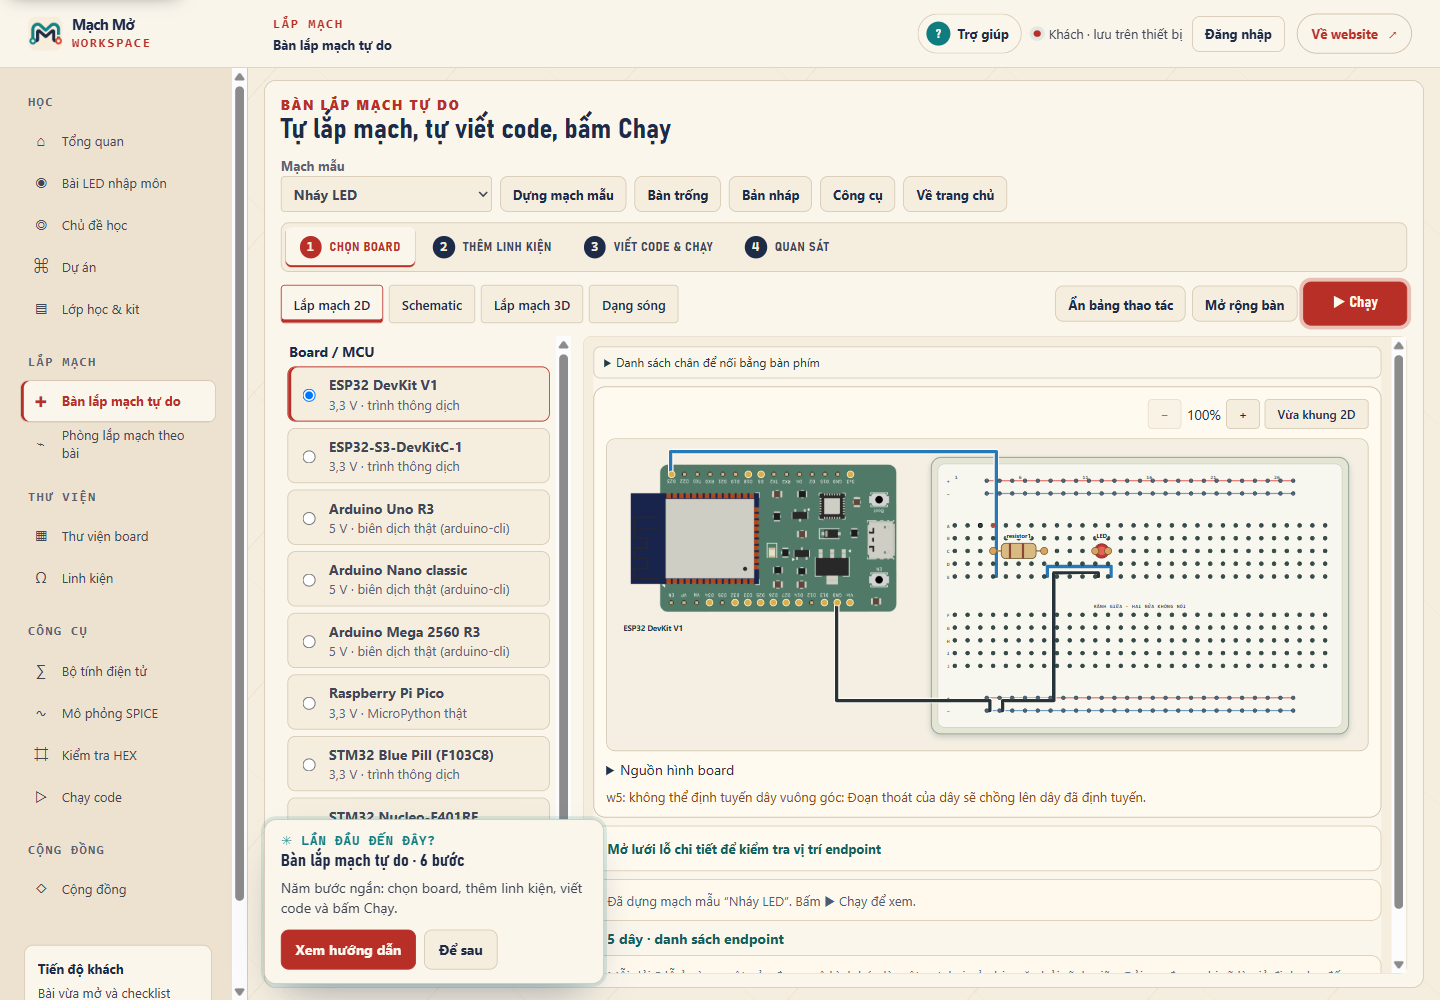 Mạch Mở
WORKSPACE
LẮP MẠCH
Bàn lắp mạch tự do
? Trợ giúp
Khách · lưu trên thiết bị
Đăng nhập
Về website ↗
HỌC
Tổng quan
Bài LED nhập môn
Chủ đề học
Dự án
Lớp học & kit
LẮP MẠCH
Bàn lắp mạch tự do
Phòng lắp mạch theo
bài
THƯ VIỆN
Thư viện board
Linh kiện
CÔNG CỤ
Bộ tính điện tử
Mô phỏng SPICE
Kiểm tra HEX
Chạy code
CỘNG ĐỒNG
Cộng đồng
Tiến độ khách
Bài vừa mở và checklist
BÀN LẮP MẠCH TỰ DO
Tự lắp mạch, tự viết code, bấm Chạy
Mạch mẫu
Nháy LED
Dựng mạch mẫu
Bàn trống
Bản nháp
Công cụ
Về trang chủ
1 CHỌN BOARD
2 THÊM LINH KIỆN
3 VIẾT CODE & CHẠY
4 QUAN SÁT
Lắp mạch 2D
Schematic
Lắp mạch 3D
Dạng sóng
Ẩn bảng thao tác
Mở rộng bàn
▶ Chạy
Board / MCU
ESP32 DevKit V1
3,3 V · trình thông dịch
ESP32-S3-DevKitC-1
3,3 V · trình thông dịch
Arduino Uno R3
5 V · biên dịch thật (arduino-cli)
Arduino Nano classic
5 V · biên dịch thật (arduino-cli)
Arduino Mega 2560 R3
5 V · biên dịch thật (arduino-cli)
Raspberry Pi Pico
3,3 V · MicroPython thật
STM32 Blue Pill (F103C8)
3,3 V · trình thông dịch
STM32 Nucleo-F401RE
▶ Danh sách chân để nối bằng bàn phím
− 100% + Vừa khung 2D
resistor1
LED
RÃNH GIỮA - HAI NỬA KHÔNG NỐI
ESP32 DevKit V1
▶ Nguồn hình board
w5: không thể định tuyến dây vuông góc: Đoạn thoát của dây sẽ chồng lên dây đã định tuyến.
Mở lưới lỗ chi tiết để kiểm tra vị trí endpoint
Đã dựng mạch mẫu “Nháy LED”. Bấm ▶ Chạy để xem.
5 dây · danh sách endpoint
✳ LẦN ĐẦU ĐẾN ĐÂY?
Bàn lắp mạch tự do · 6 bước
Năm bước ngắn: chọn board, thêm linh kiện, viết
code và bấm Chạy.
Xem hướng dẫn
Để sau